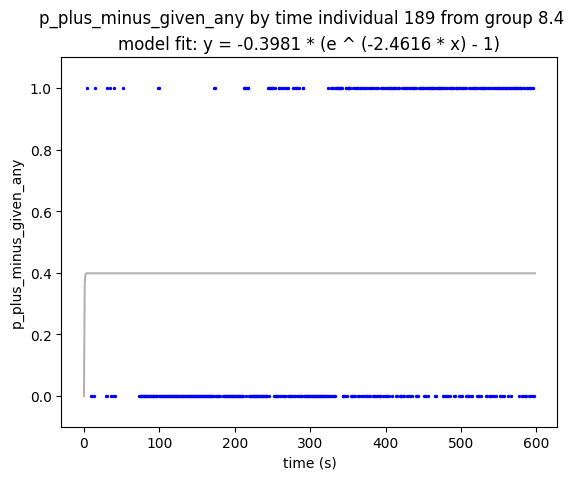 p_plus_minus_given_any by time individual 189 from group 8.4
model fit: y = -0.3981 * (e ^ (-2.4616 * x) - 1)
1.0
0.8
0.6
0.4
0.2
0.0
p_plus_minus_given_any
0 100 200 300 400 500 600
time (s)